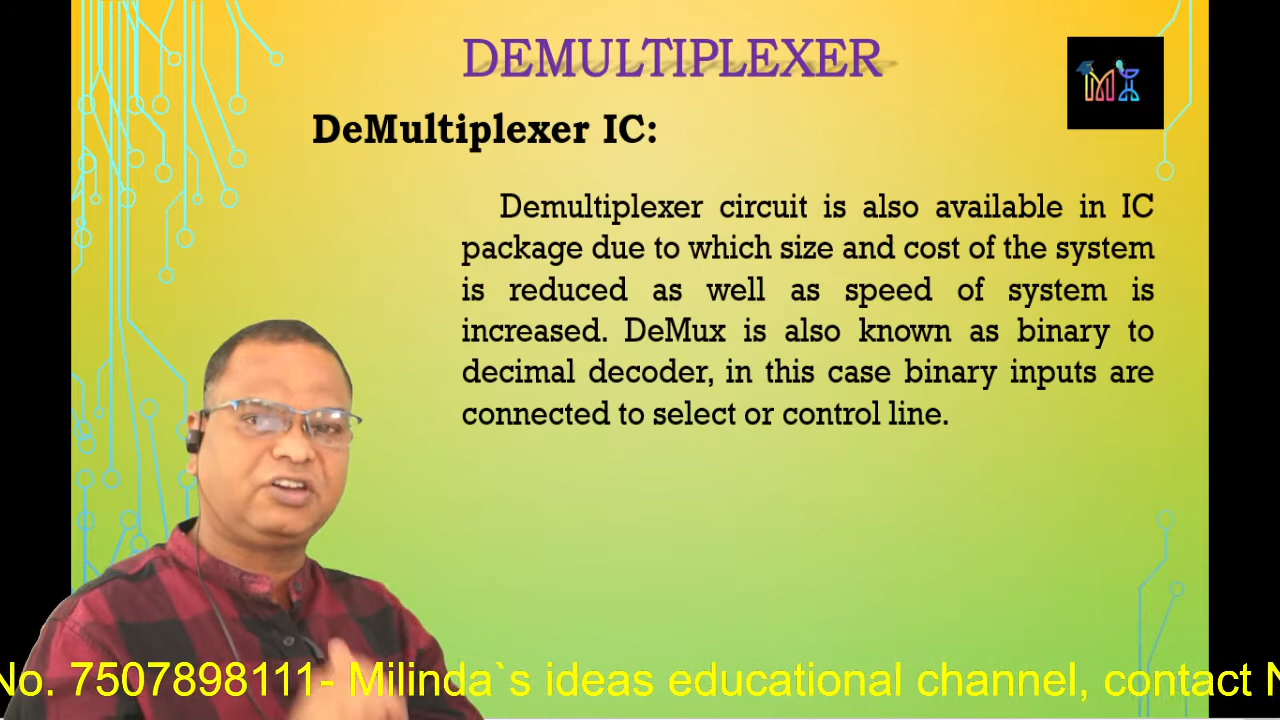 DEMULTIPLEXER
MI
DeMultiplexer IC:
Demultiplexer circuit is also available in IC
package due to which size and cost of the system
is reduced as well as speed of system is
increased. DeMux is also known as binary to
decimal decoder, in this case binary inputs are
connected to select or control line.
No. 7507898111- Milinda`s ideas educational channel, contact N